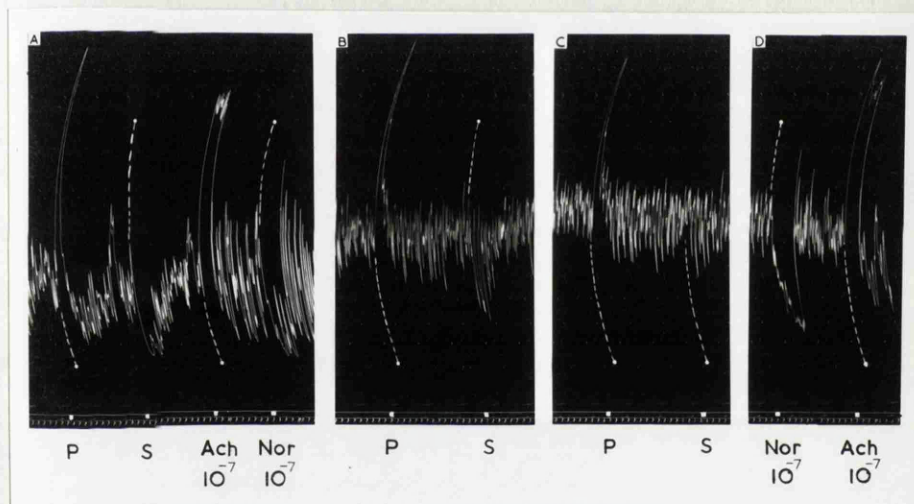 A B C D
P S Ach Nor P S P S Nor Ach
10⁻⁷ 10⁻⁷ 10⁻⁷ 10⁻⁷